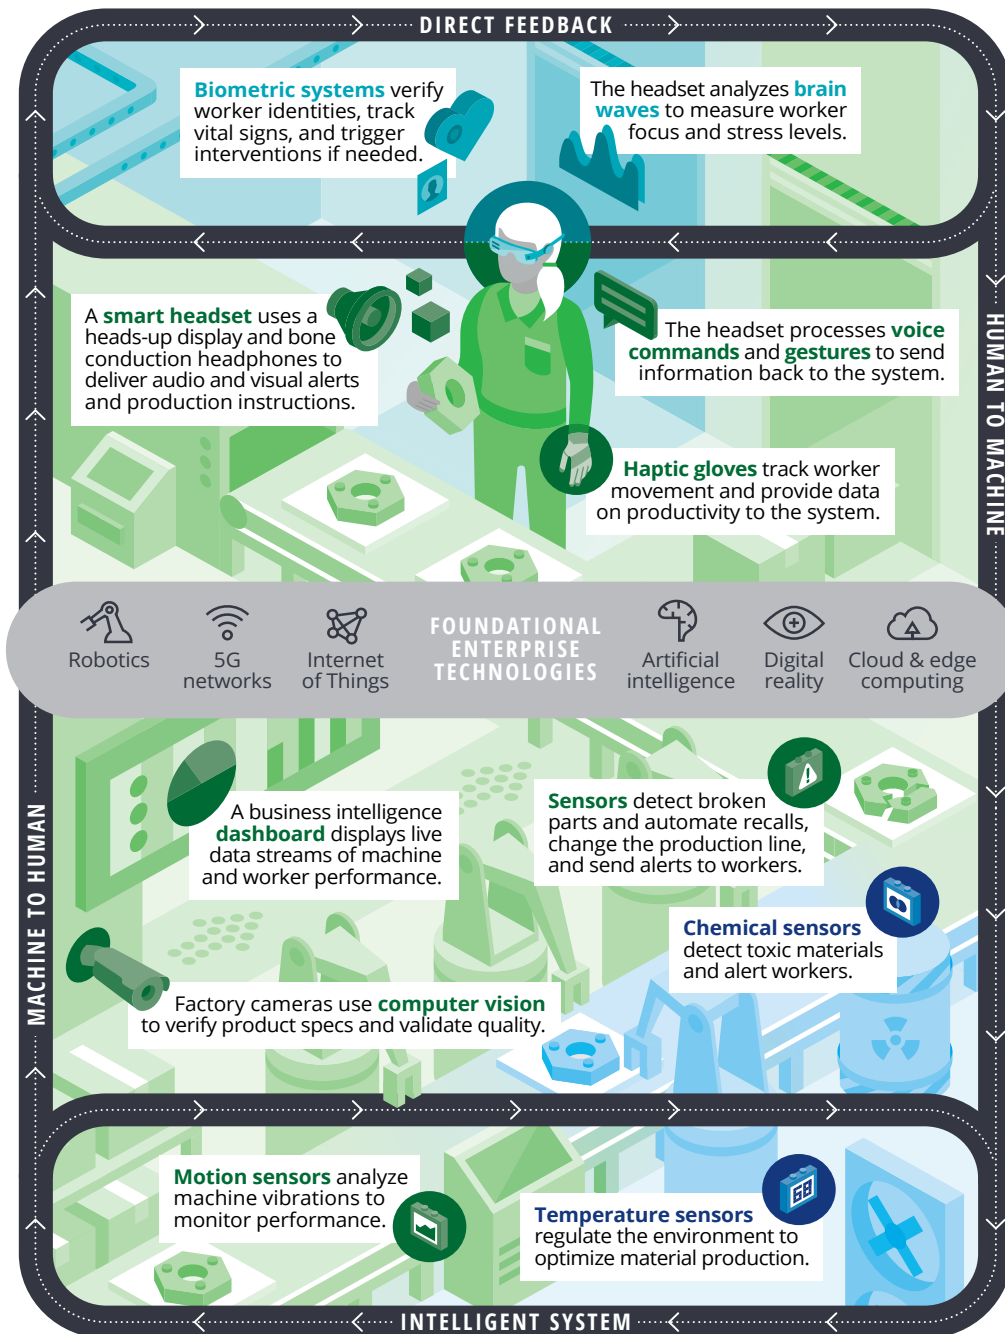 DIRECT FEEDBACK
Biometric systems verify
worker identities, track
vital signs, and trigger
interventions if needed.
The headset analyzes brain
waves to measure worker
focus and stress levels.
A smart headset uses a
heads-up display and bone
conduction headphones to
deliver audio and visual alerts
and production instructions.
The headset processes voice
commands and gestures to send
information back to the system.
HUMAN TO MACHINE
Haptic gloves track worker
movement and provide data
on productivity to the system.
Robotics
5G
networks
Internet
of Things
FOUNDATIONAL
ENTERPRISE
TECHNOLOGIES
Artificial
intelligence
Digital
reality
Cloud & edge
computing
MACHINE TO HUMAN
A business intelligence
dashboard displays live
data streams of machine
and worker performance.
Sensors detect broken
parts and automate recalls,
change the production line,
and send alerts to workers.
Chemical sensors
detect toxic materials
and alert workers.
Factory cameras use computer vision
to verify product specs and validate quality.
Motion sensors analyze
machine vibrations to
monitor performance.
68
Temperature sensors
regulate the environment to
optimize material production.
INTELLIGENT SYSTEM